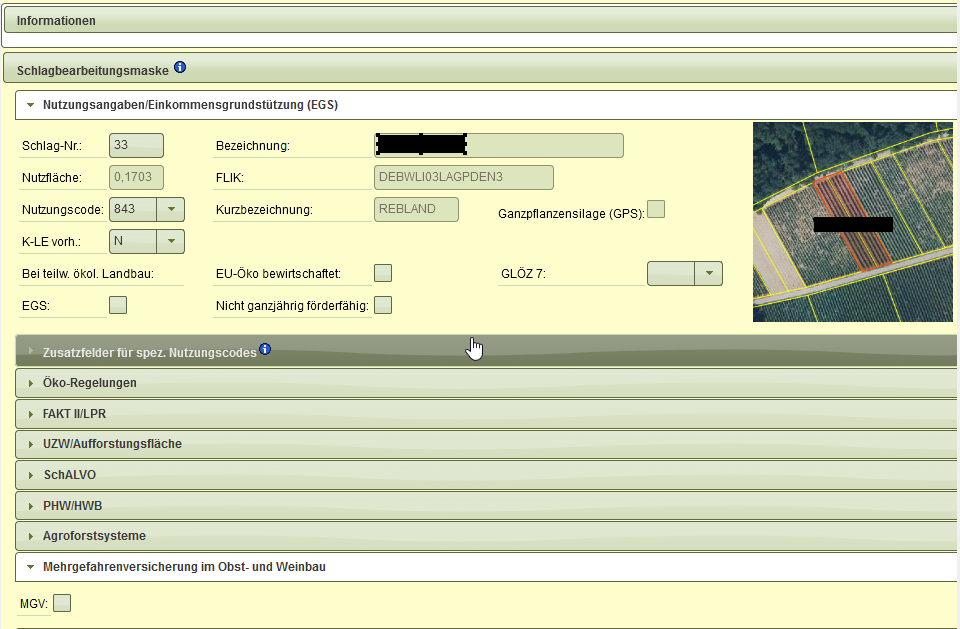 Informationen
Schlagbearbeitungsmaske i
Nutzungsangaben/Einkommensgrundstützung (EGS)
Schlag-Nr.: 33 Bezeichnung:
Nutzfläche: 0,1703 FLIK: DEBWLI03LAGPDEN3
Nutzungscode: 843 Kurzbezeichnung: REBLAND Ganzpflanzensilage (GPS):
K-LE vorh.: N
Bei teilw. ökol. Landbau: EU-Öko bewirtschaftet: GLÖZ 7:
EGS: Nicht ganzjährig förderfähig:
Zusatzfelder für spez. Nutzungscodes i
Öko-Regelungen
FAKT II/LPR
UZW/Aufforstungsfläche
SchALVO
PHW/HWB
Agroforstsysteme
Mehrgefahrenversicherung im Obst- und Weinbau
MGV: